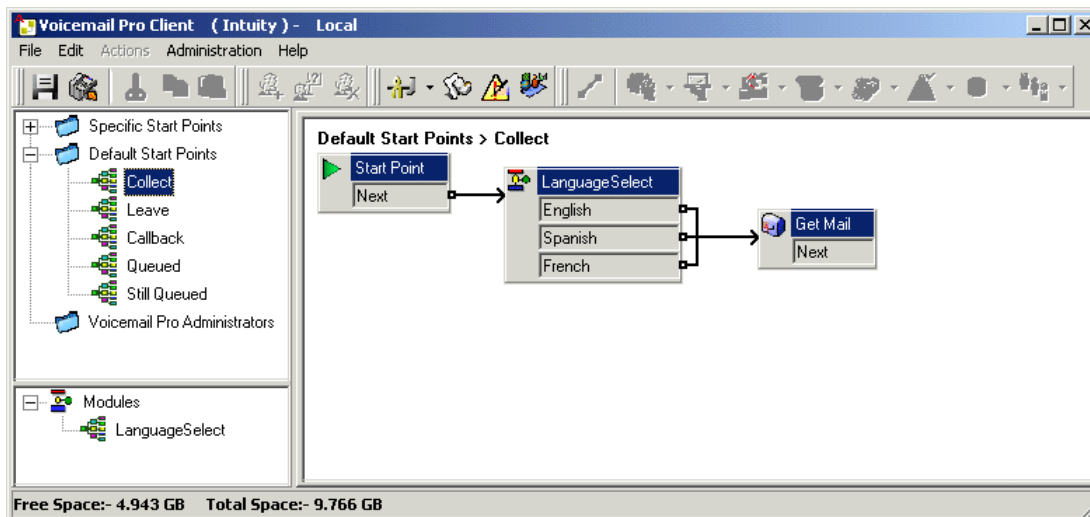 Voicemail Pro Client   ( Intuity ) -   Local
File   Edit   Actions   Administration   Help
Specific Start Points
Default Start Points
Collect
Leave
Callback
Queued
Still Queued
Voicemail Pro Administrators
Modules
LanguageSelect
Default Start Points > Collect
Start Point
Next
LanguageSelect
English
Spanish
French
Get Mail
Next
Free Space:- 4.943 GB   Total Space:- 9.766 GB